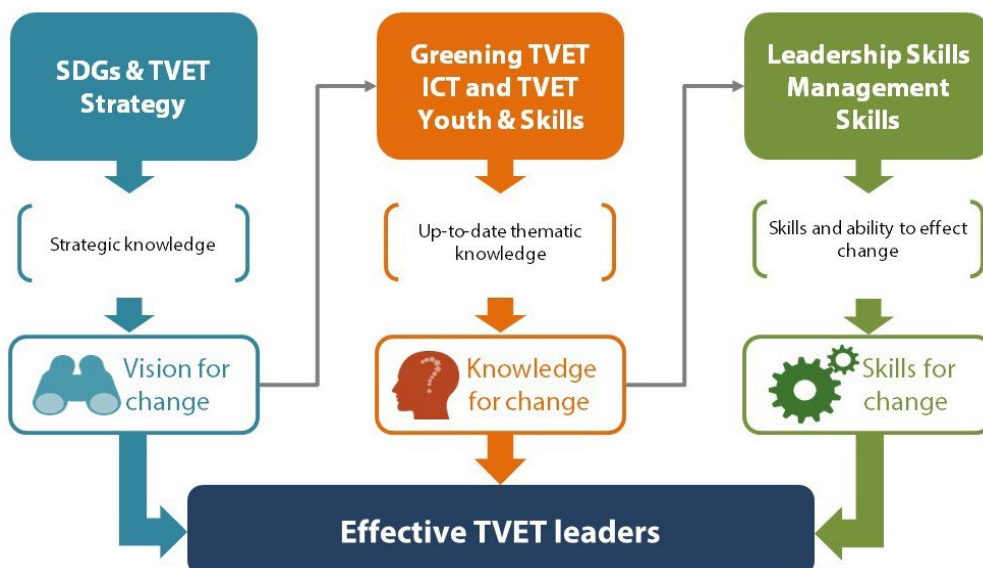 SDGs & TVET
Strategy
Strategic knowledge
Vision for
change
Greening TVET
ICT and TVET
Youth & Skills
Up-to-date thematic
knowledge
Knowledge
for change
Leadership Skills
Management
Skills
Skills and ability to effect
change
Skills for
change
Effective TVET leaders